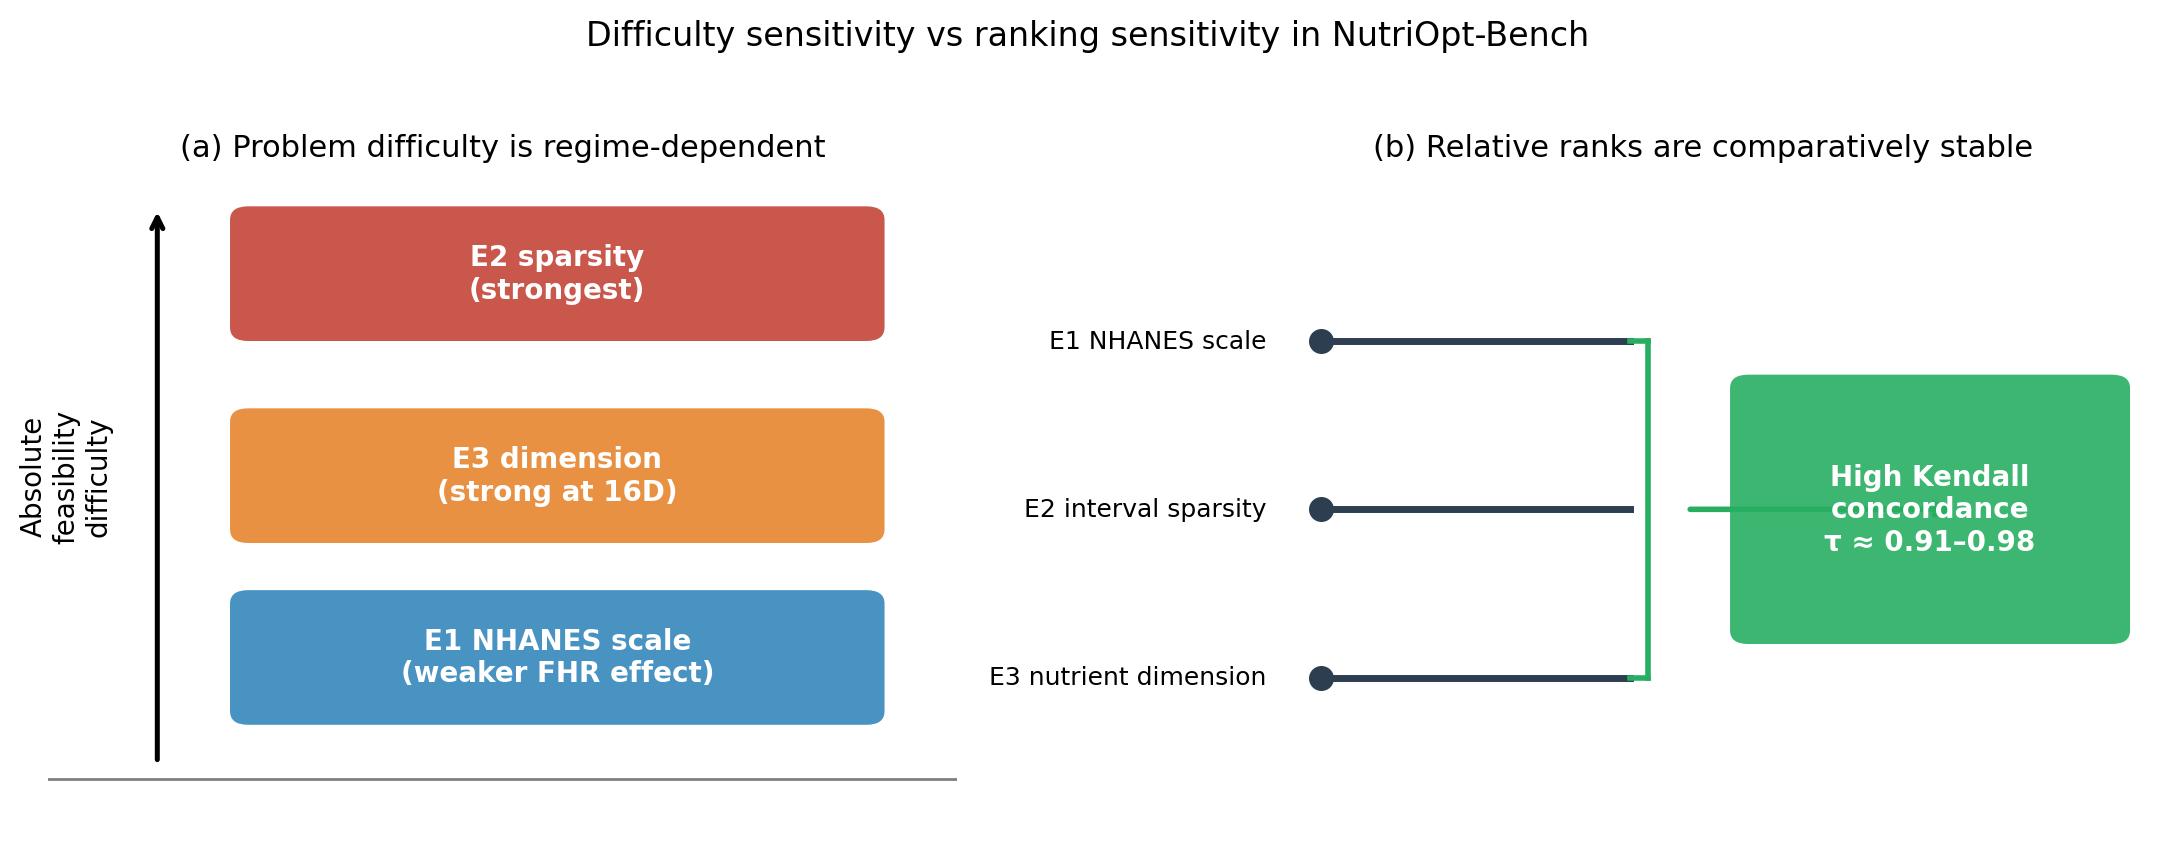 Difficulty sensitivity vs ranking sensitivity in NutriOpt-Bench
(a) Problem difficulty is regime-dependent
Absolute
feasibility
difficulty
E2 sparsity
(strongest)
E3 dimension
(strong at 16D)
E1 NHANES scale
(weaker FHR effect)
(b) Relative ranks are comparatively stable
E1 NHANES scale
E2 interval sparsity
E3 nutrient dimension
High Kendall
concordance
τ ≈ 0.91–0.98